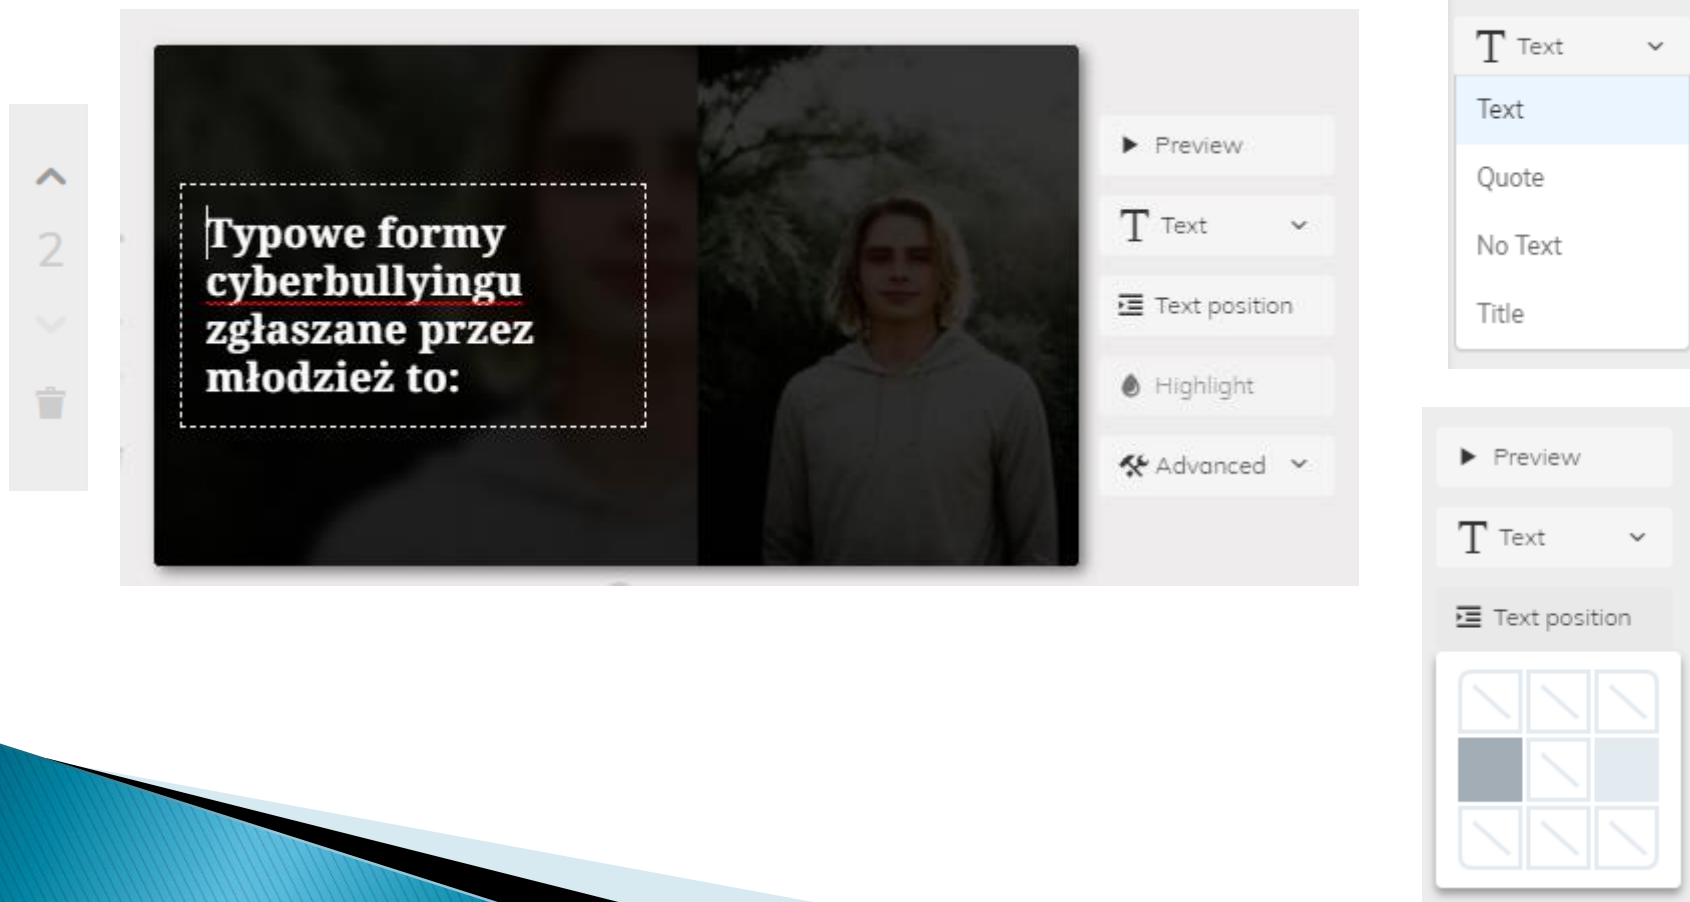 2
Typowe formy
cyberbullyingu
zgłaszane przez
młodzież to:
Preview
T Text
Text position
Highlight
Advanced
T Text
Text
Quote
No Text
Title
Preview
T Text
Text position